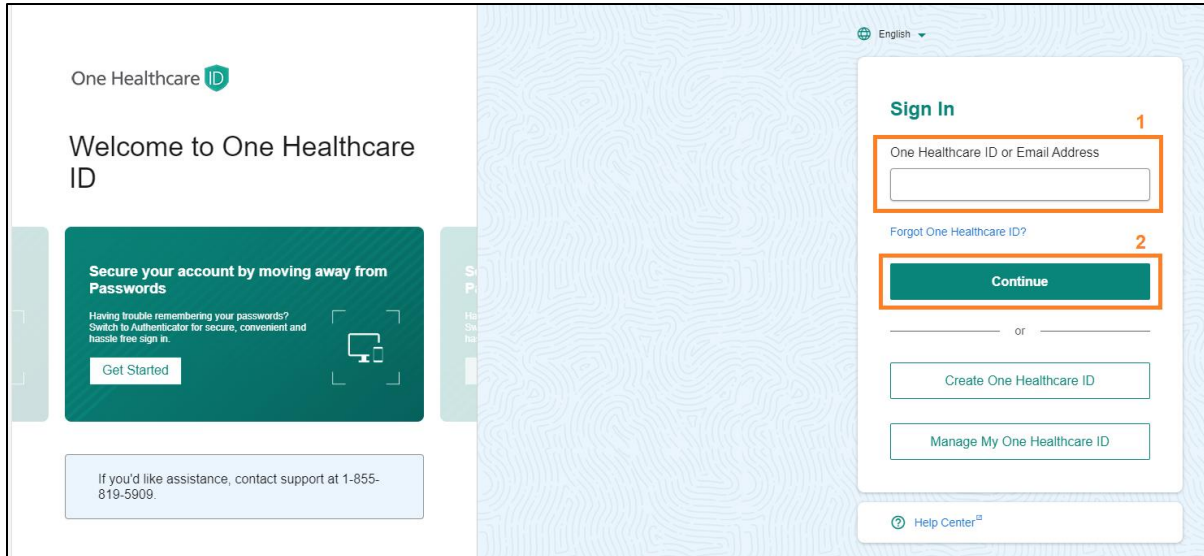 One Healthcare ID
Welcome to One Healthcare
ID
Secure your account by moving away from
Passwords
Having trouble remembering your passwords?
Switch to Authenticator for secure, convenient and
hassle free sign in.
Get Started
If you'd like assistance, contact support at 1-855-
819-5909.
English
Sign In
1
One Healthcare ID or Email Address
Forgot One Healthcare ID?
2
Continue
or
Create One Healthcare ID
Manage My One Healthcare ID
Help Center